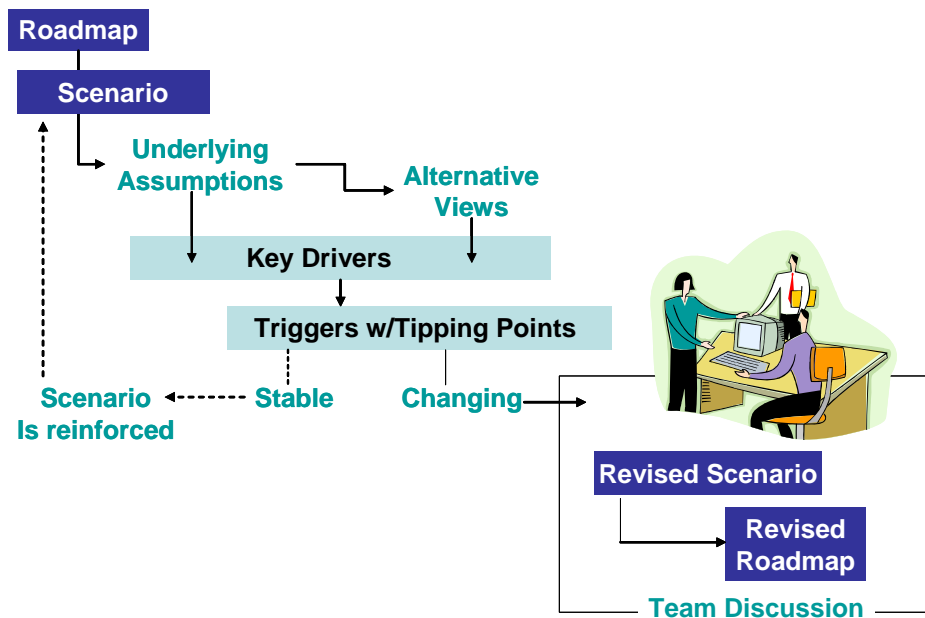 Roadmap
Scenario
Underlying
Assumptions
Alternative
Views
Key Drivers
Triggers w/Tipping Points
Scenario
Is reinforced
Stable
Changing
Revised Scenario
Revised
Roadmap
Team Discussion